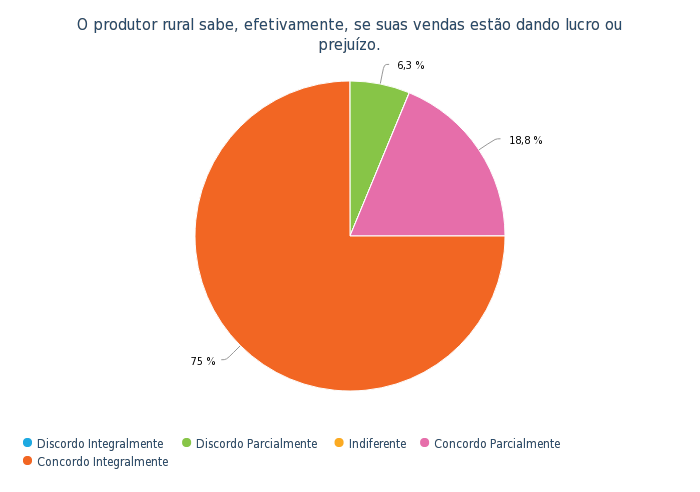 O produtor rural sabe, efetivamente, se suas vendas estão dando lucro ou
prejuízo.
6,3 %
18,8 %
75 %
Discordo Integralmente
Discordo Parcialmente
Indiferente
Concordo Parcialmente
Concordo Integralmente